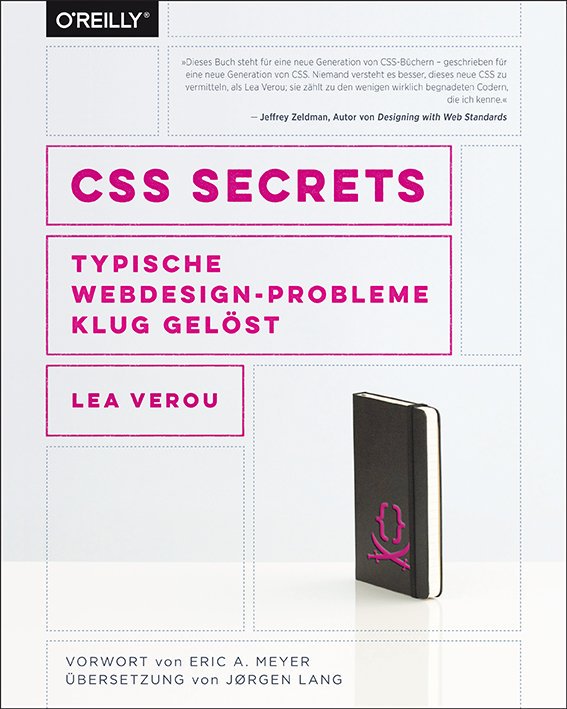 O'REILLY®
»Dieses Buch steht für eine neue Generation von CSS-Büchern – geschrieben für
eine neue Generation von CSS. Niemand versteht es besser, dieses neue CSS zu
vermitteln, als Lea Verou; sie zählt zu den wenigen wirklich begnadeten Codern,
die ich kenne.«
— Jeffrey Zeldman, Autor von Designing with Web Standards
CSS SECRETS
TYPISCHE
WEBDESIGN-PROBLEME
KLUG GELÖST
LEA VEROU
{}
VORWORT von ERIC A. MEYER
ÜBERSETZUNG von JØRGEN LANG